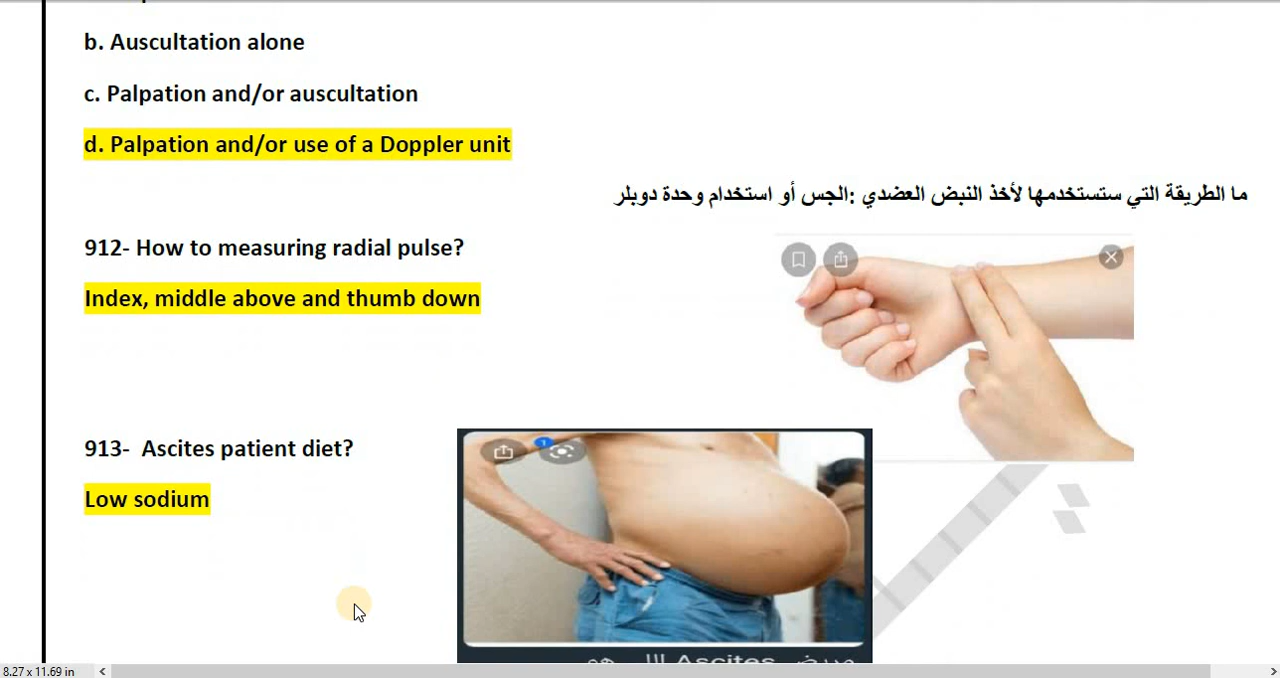 b. Auscultation alone
c. Palpation and/or auscultation
d. Palpation and/or use of a Doppler unit
ما الطريقة التي ستستخدمها لأخذ النبض العضدي :الجس أو استخدام وحدة دوبلر
912- How to measuring radial pulse?
Index, middle above and thumb down
913-  Ascites patient diet?
1
Low sodium
Ascites
8.27 x 11.69 in